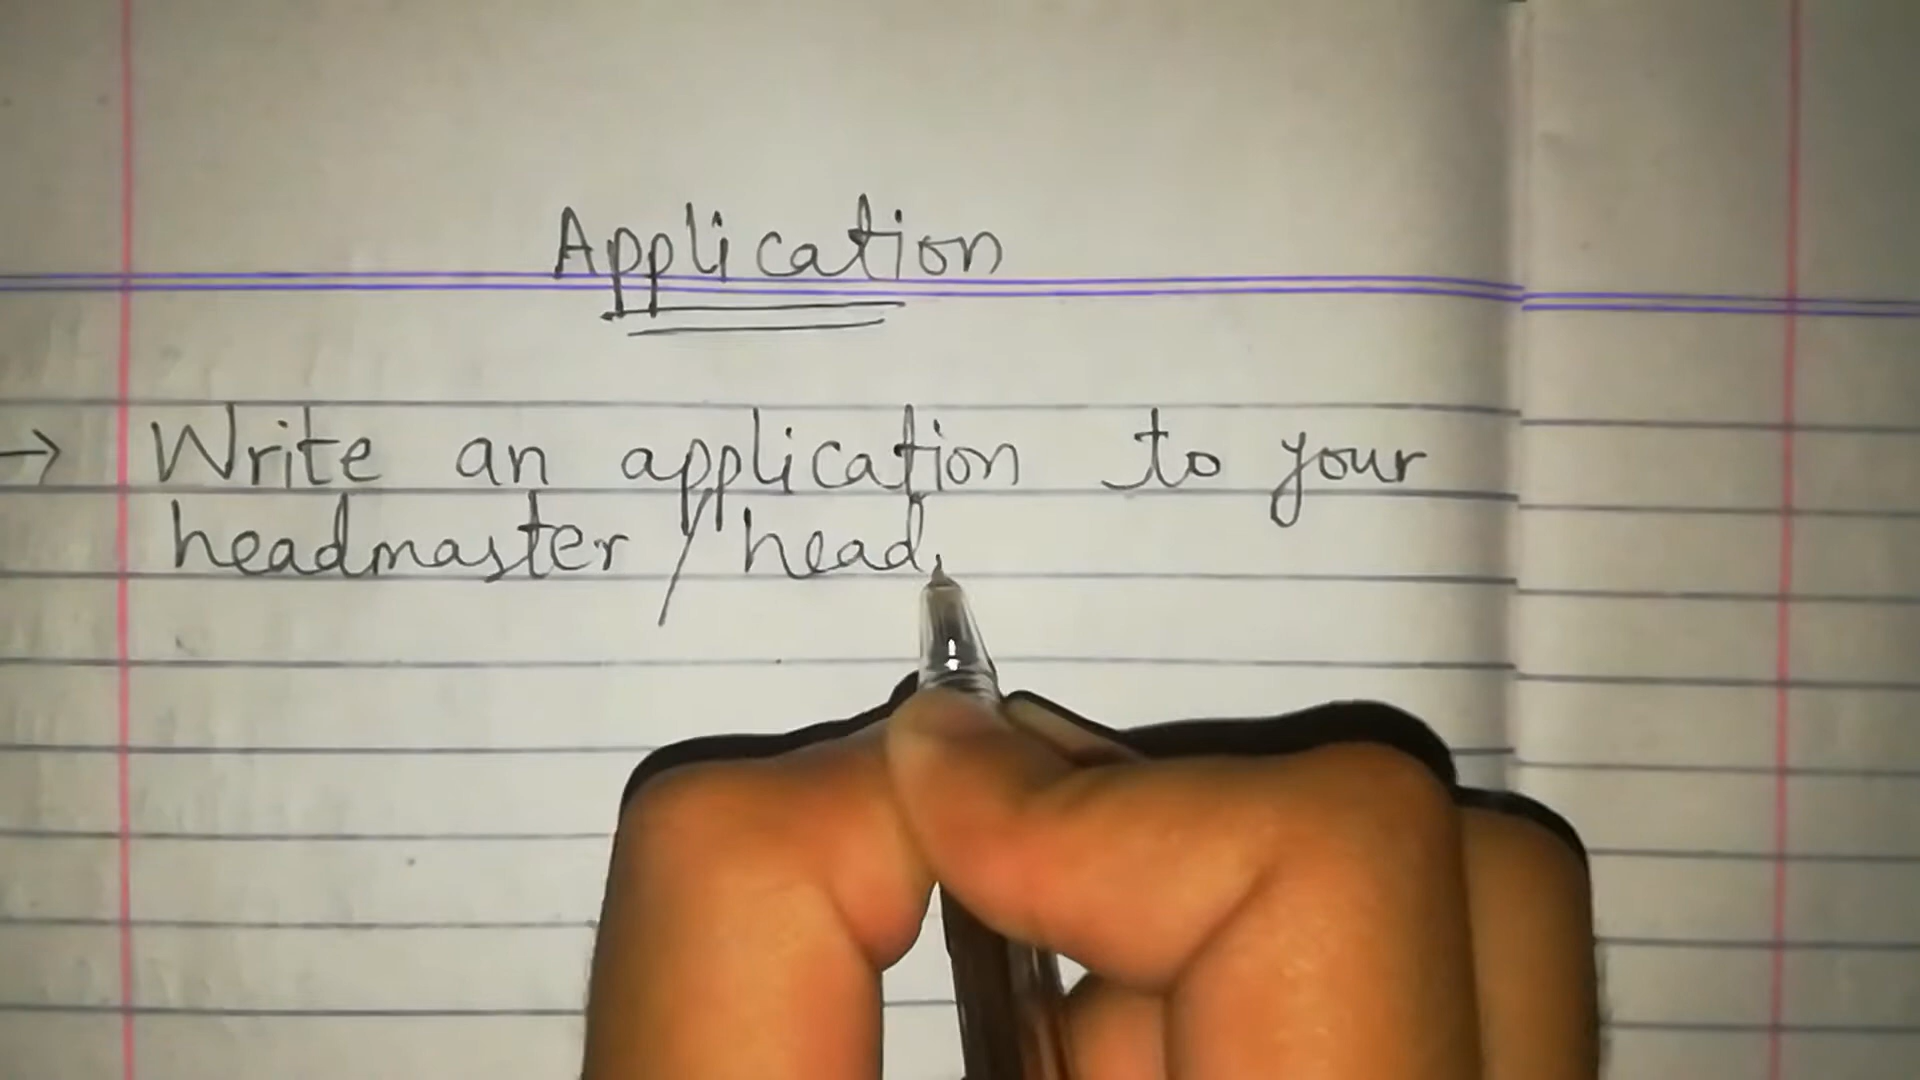 Application
→ Write an application to your
headmaster / head